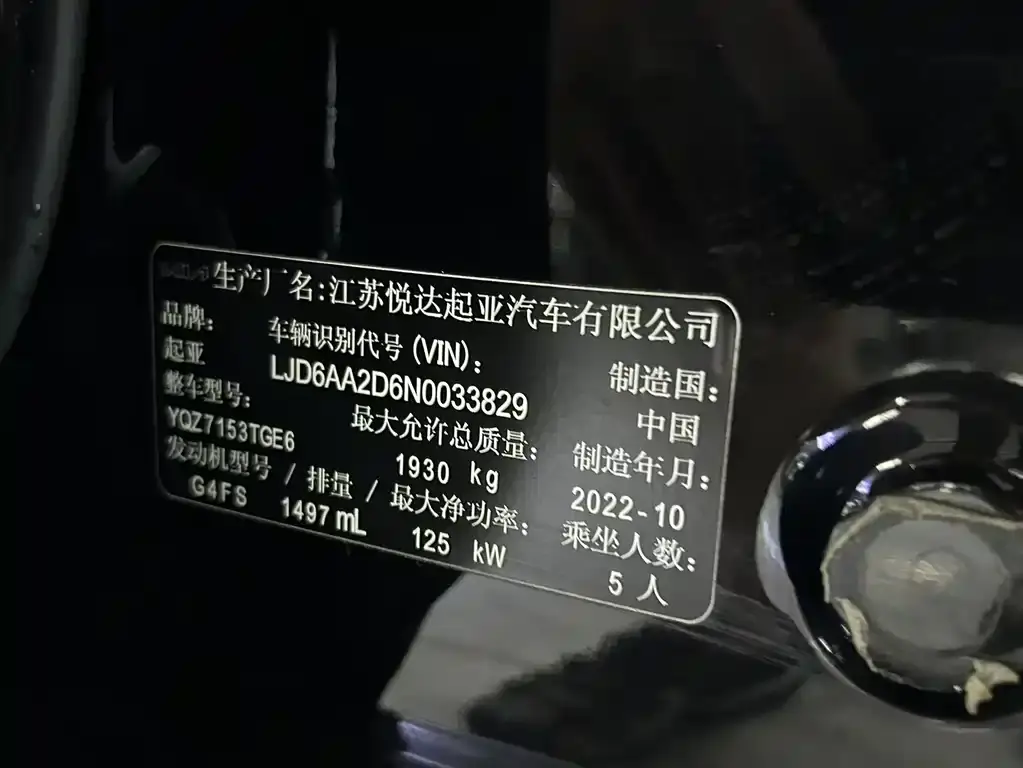 生产厂名:江苏悦达起亚汽车有限公司
品牌: 车辆识别代号(VIN): 制造国:
起亚 LJD6AA2D6N0033829 中国
整车型号: 最大允许总质量: 制造年月:
YQZ7153TGE6 1930 kg 2022-10
发动机型号 / 排量 / 最大净功率: 乘坐人数:
G4FS 1497 mL 125 kW 5 人